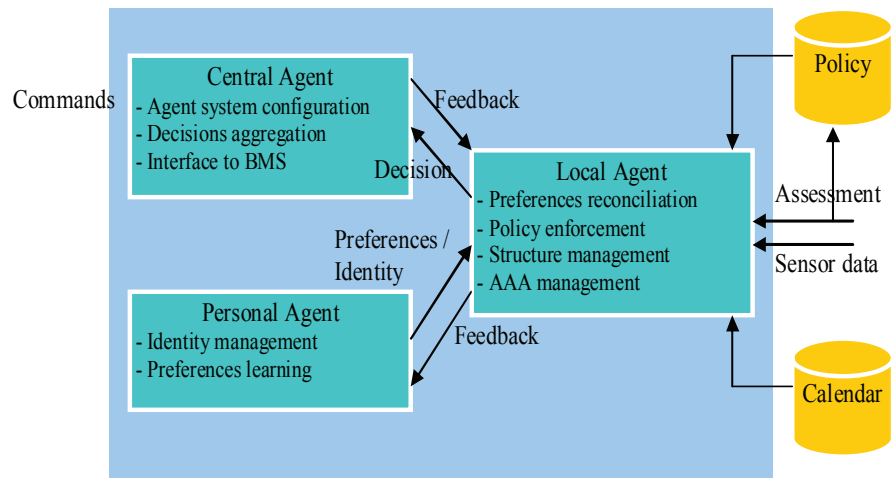 Commands
Central Agent
- Agent system configuration
- Decisions aggregation
- Interface to BMS
Feedback
Decision
Policy
Local Agent
- Preferences reconciliation
- Policy enforcement
- Structure management
- AAA management
Assessment
Sensor data
Preferences /
Identity
Personal Agent
- Identity management
- Preferences learning
Feedback
Calendar